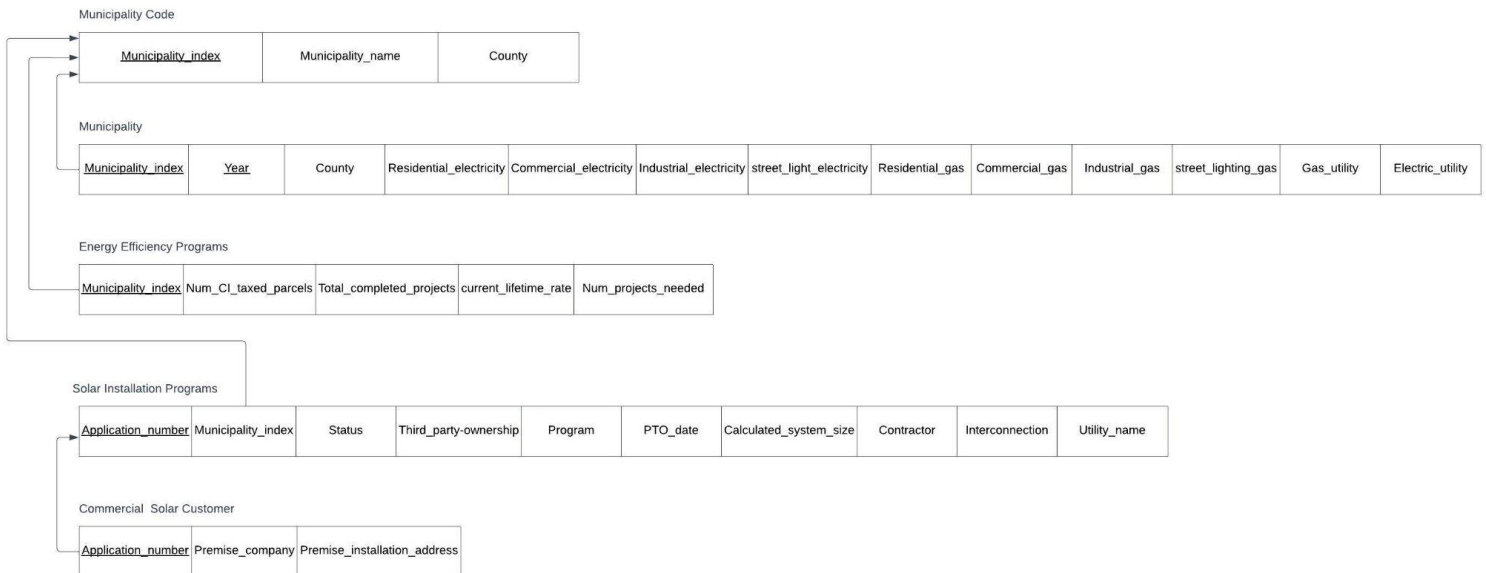 Municipality Code
Municipality_index Municipality_name County
Municipality
Municipality_index Year County Residential_electricity Commercial_electricity Industrial_electricity street_light_electricity Residential_gas Commercial_gas Industrial_gas street_lighting_gas Gas_utility Electric_utility
Energy Efficiency Programs
Municipality_index Num_CI_taxed_parcels Total_completed_projects current_lifetime_rate Num_projects_needed
Solar Installation Programs
Application_number Municipality_index Status Third_party-ownership Program PTO_date Calculated_system_size Contractor Interconnection Utility_name
Commercial Solar Customer
Application_number Premise_company Premise_installation_address